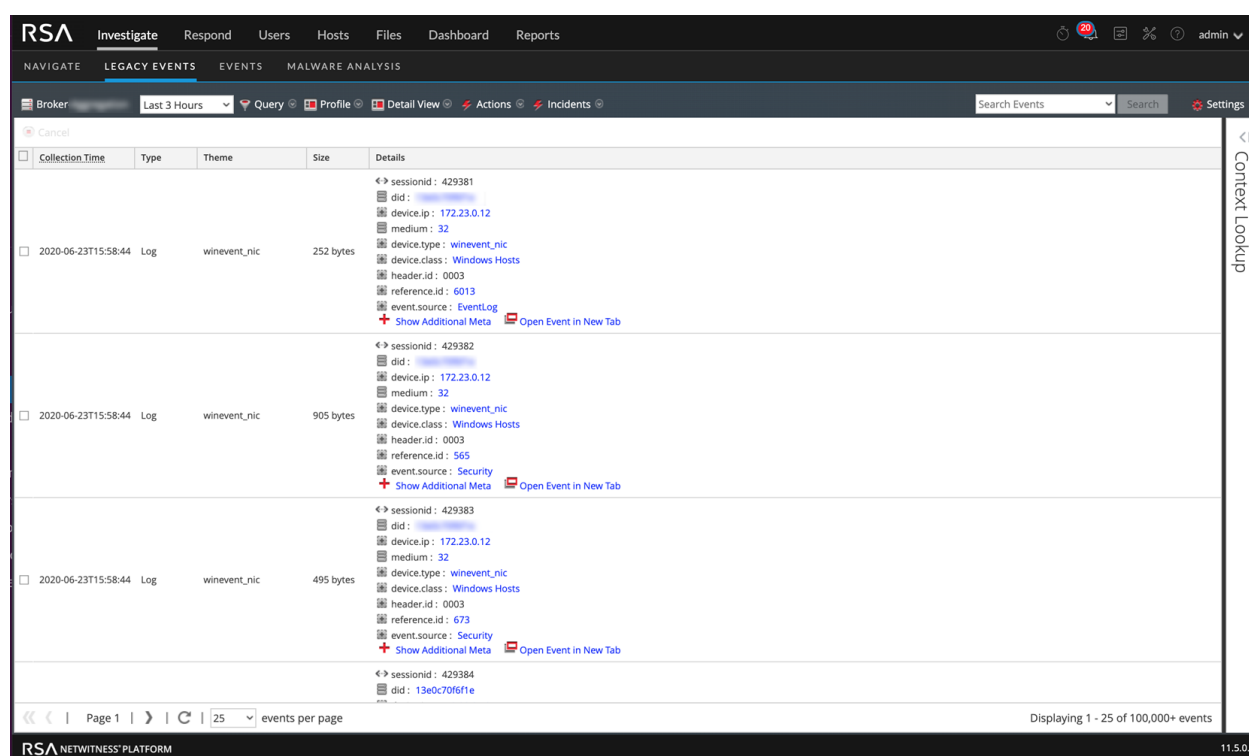 RSA Investigate Respond Users Hosts Files Dashboard Reports 20 admin
NAVIGATE LEGACY EVENTS EVENTS MALWARE ANALYSIS
Broker Last 3 Hours Query Profile Detail View Actions Incidents Search Events Search Settings
Cancel
Collection Time Type Theme Size Details
Context Lookup
sessionid : 429381
did :
device.ip : 172.23.0.12
medium : 32
device.type : winevent_nic
2020-06-23T15:58:44 Log winevent_nic 252 bytes
device.class : Windows Hosts
header.id : 0003
reference.id : 6013
event.source : EventLog
Show Additional Meta Open Event in New Tab
sessionid : 429382
did :
device.ip : 172.23.0.12
medium : 32
device.type : winevent_nic
2020-06-23T15:58:44 Log winevent_nic 905 bytes
device.class : Windows Hosts
header.id : 0003
reference.id : 565
event.source : Security
Show Additional Meta Open Event in New Tab
sessionid : 429383
did :
device.ip : 172.23.0.12
medium : 32
device.type : winevent_nic
2020-06-23T15:58:44 Log winevent_nic 495 bytes
device.class : Windows Hosts
header.id : 0003
reference.id : 673
event.source : Security
Show Additional Meta Open Event in New Tab
sessionid : 429384
did : 13e0c70f6f1e
Page 1 | | 25 events per page Displaying 1 - 25 of 100,000+ events
RSA NETWITNESS® PLATFORM 11.5.0.